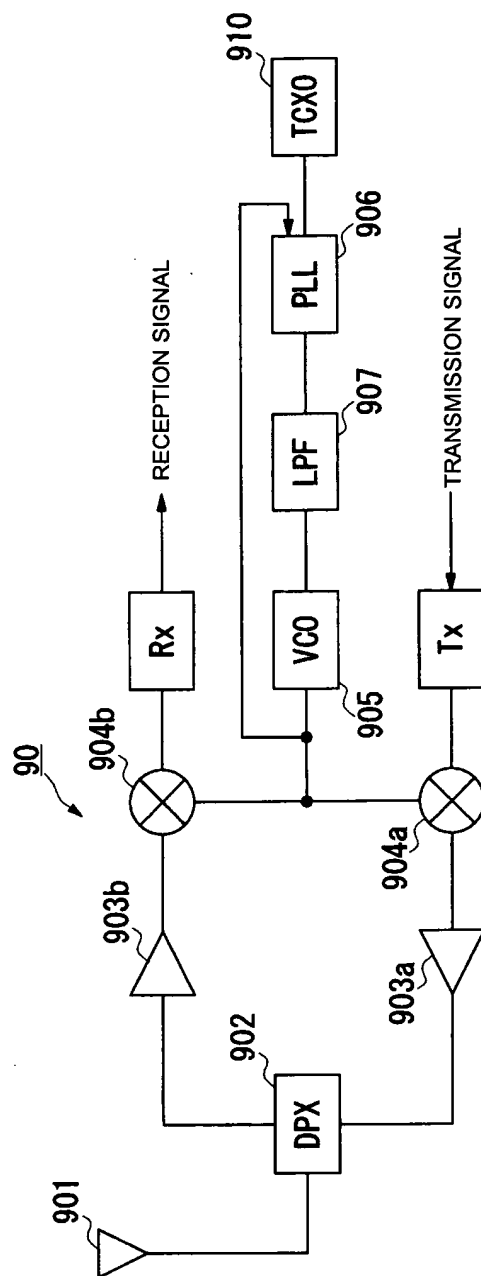 90
901
902
DPX
903b
904b
Rx
RECEPTION SIGNAL
VCO
905
LPF
907
PLL
906
TCXO
910
903a
904a
Tx
TRANSMISSION SIGNAL